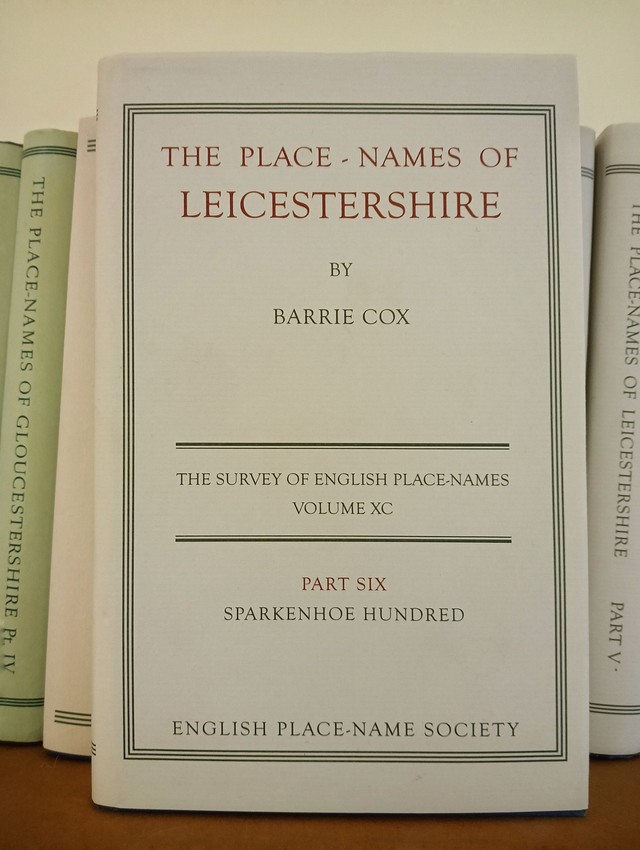 THE PLACE-NAMES OF GLOUCESTERSHIRE Pt. IV
THE PLACE-NAMES OF
LEICESTERSHIRE
BY
BARRIE COX
THE SURVEY OF ENGLISH PLACE-NAMES
VOLUME XC
PART SIX
SPARKENHOE HUNDRED
ENGLISH PLACE-NAME SOCIETY
THE PLACE-NAMES OF LEICESTERSHIRE PART V